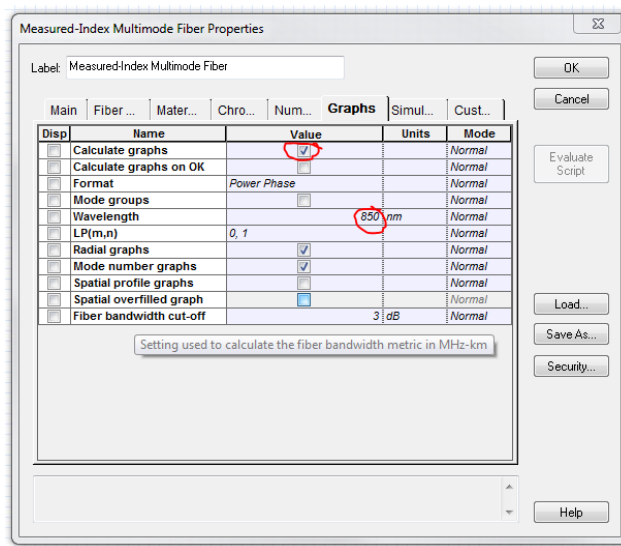 Measured-Index Multimode Fiber Properties
Label: Measured-Index Multimode Fiber
OK
Cancel
Evaluate Script
Load...
Save As...
Security...
Help
Main Fiber ... Mater... Chro... Num... Graphs Simul... Cust...
Disp Name Value Units Mode
Calculate graphs Normal
Calculate graphs on OK Normal
Format Power Phase Normal
Mode groups Normal
Wavelength 850 nm Normal
LP(m,n) 0, 1 Normal
Radial graphs Normal
Mode number graphs Normal
Spatial profile graphs Normal
Spatial overfilled graph Normal
Fiber bandwidth cut-off 3 dB Normal
Setting used to calculate the fiber bandwidth metric in MHz-km